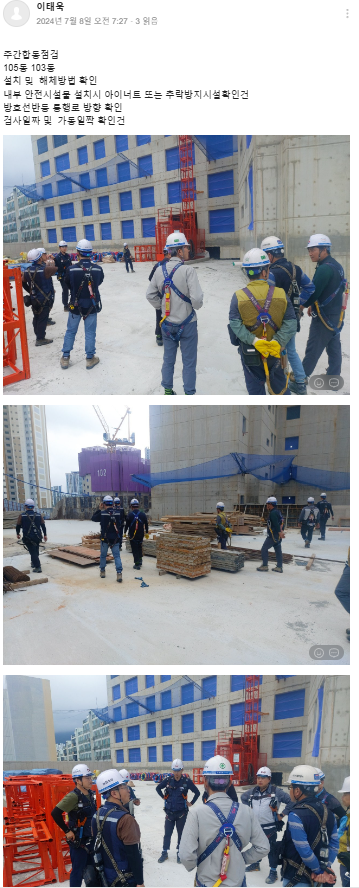 이태욱
2024년 7월 8일 오전 7:27 · 3 읽음
주간합동점검
105동 103동
설치 및  해체방법 확인
내부 안전시설물 설치시 아이너트 또는 추락방지시설확인건
방호선반등 통행로 방향 확인
검사일짜 및  가동일짝 확인건
102